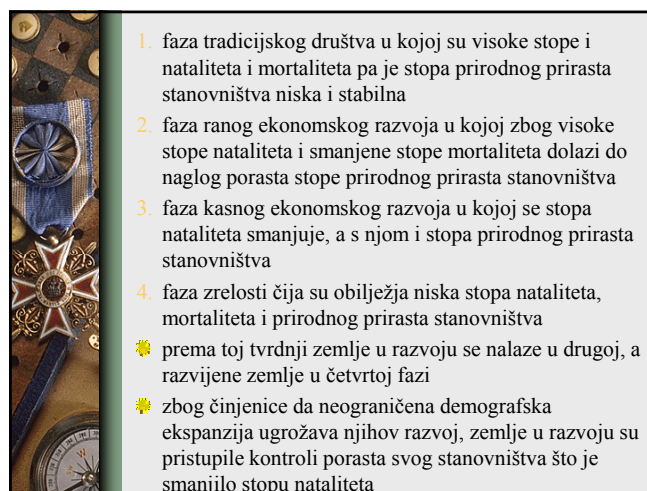 1. faza tradicijskog društva u kojoj su visoke stope i
nataliteta i mortaliteta pa je stopa prirodnog prirasta
stanovništva niska i stabilna
2. faza ranog ekonomskog razvoja u kojoj zbog visoke
stope nataliteta i smanjene stope mortaliteta dolazi do
naglog porasta stope prirodnog prirasta stanovništva
3. faza kasnog ekonomskog razvoja u kojoj se stopa
nataliteta smanjuje, a s njom i stopa prirodnog prirasta
stanovništva
4. faza zrelosti čija su obilježja niska stopa nataliteta,
mortaliteta i prirodnog prirasta stanovništva
prema toj tvrdnji zemlje u razvoju se nalaze u drugoj, a
razvijene zemlje u četvrtoj fazi
zbog činjenice da neograničena demografska
ekspanzija ugrožava njihov razvoj, zemlje u razvoju su
pristupile kontroli porasta svog stanovništva što je
smanjilo stopu nataliteta